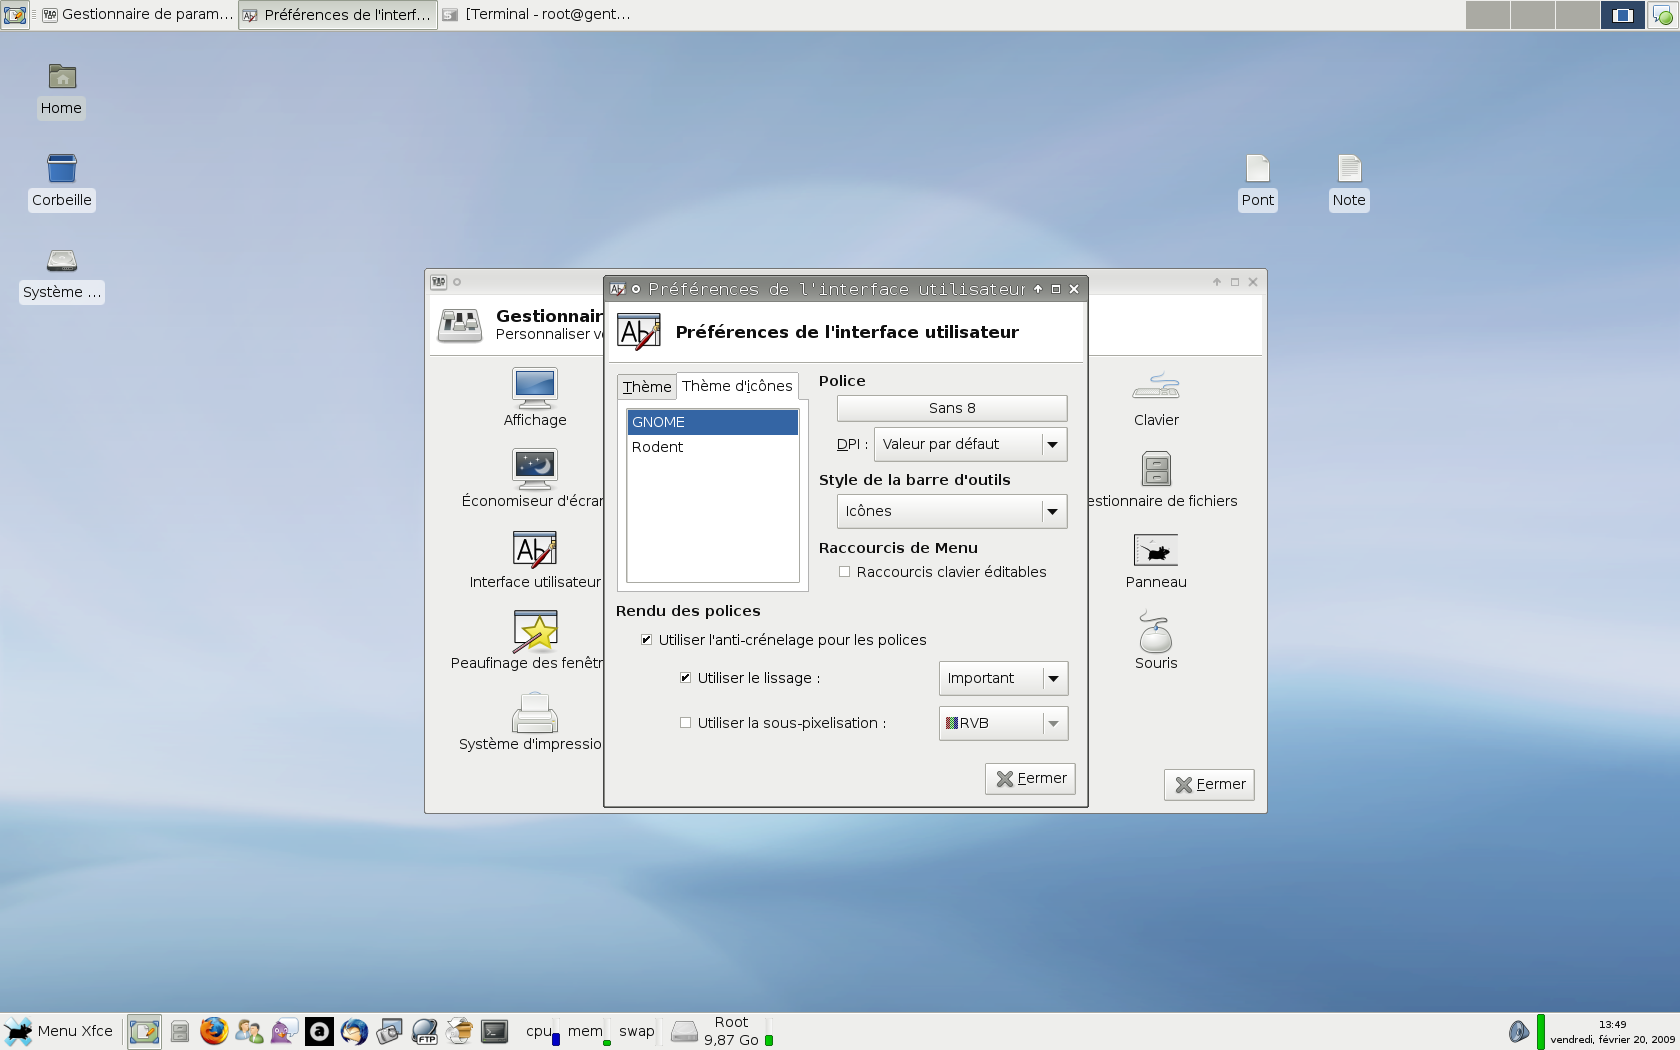 Gestionnaire de param...
Préférences de l'interf...
[Terminal - root@gent...
Home
Corbeille
Système ...
Pont
Note
Gestionnair
Personnaliser v
Affichage
Économiseur d'écrar
Interface utilisateur
Peaufinage des fenêtr
Système d'impressio
Préférences de l'interface utilisateur
Préférences de l'interface utilisateur
Thème
Thème d'icônes
GNOME
Rodent
Police
Sans 8
DPI :
Valeur par défaut
Style de la barre d'outils
Icônes
Raccourcis de Menu
Raccourcis clavier éditables
Rendu des polices
Utiliser l'anti-crénelage pour les polices
Utiliser le lissage :
Important
Utiliser la sous-pixelisation :
RVB
Fermer
Clavier
estionnaire de fichiers
Panneau
Souris
Fermer
Menu Xfce
a
FTP
cpu
mem
swap
Root
9,87 Go
13:49
vendredi, février 20, 2009